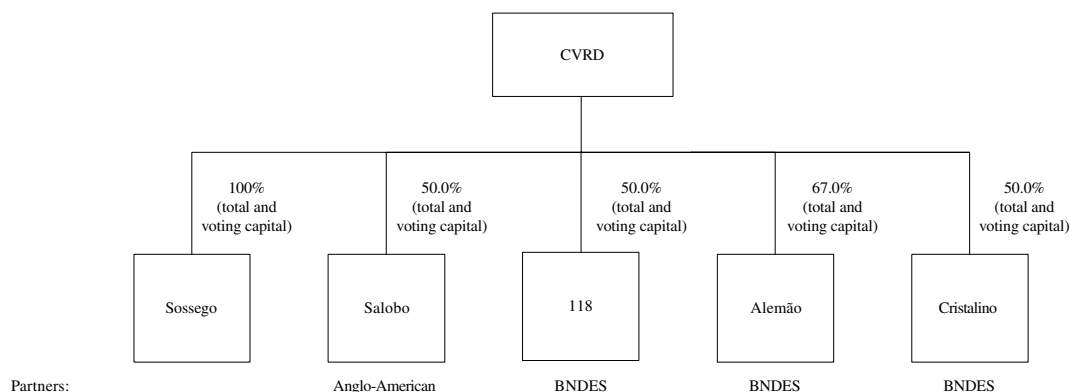 CVRD
100%
(total and
voting capital)
50.0%
(total and
voting capital)
50.0%
(total and
voting capital)
67.0%
(total and
voting capital)
50.0%
(total and
voting capital)
Sossego
Salobo
118
Alemão
Cristalino
Partners:
Anglo-American
BNDES
BNDES
BNDES